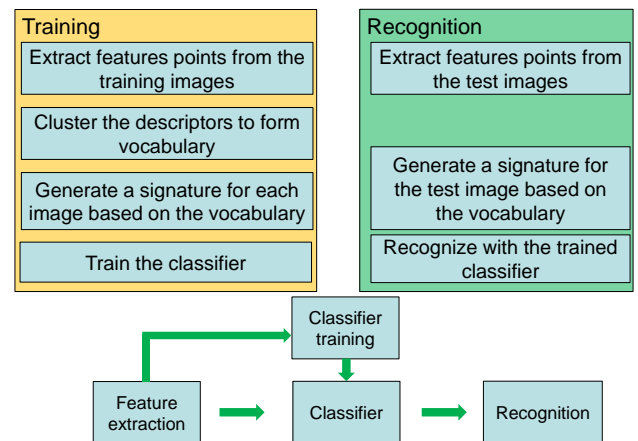 Training
Extract features points from the
training images
Cluster the descriptors to form
vocabulary
Generate a signature for each
image based on the vocabulary
Train the classifier
Recognition
Extract features points from
the test images
Generate a signature for
the test image based on
the vocabulary
Recognize with the trained
classifier
Classifier
training
Feature
extraction
Classifier
Recognition